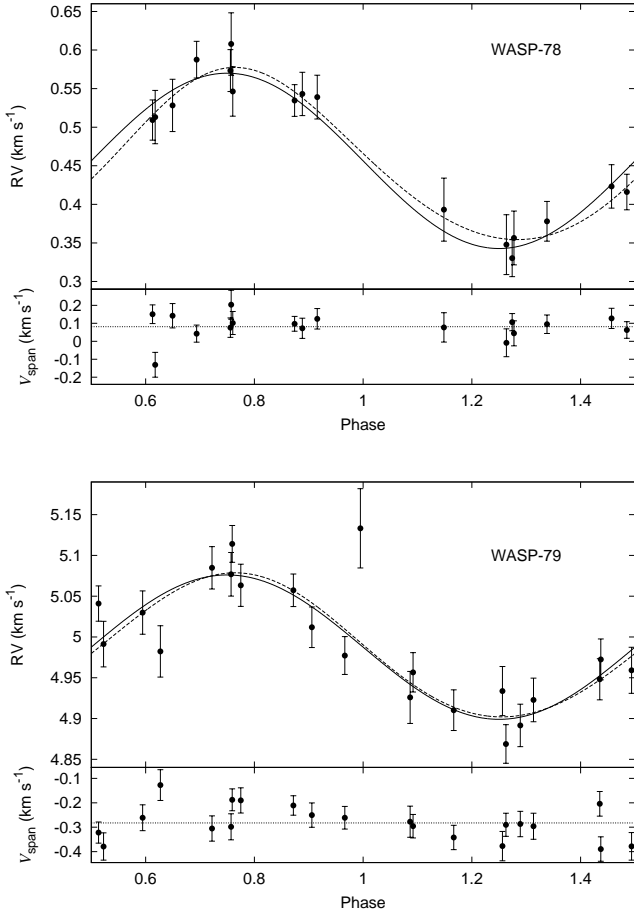 WASP-78
RV (km s-1)
0.65
0.6
0.55
0.5
0.45
0.4
0.35
0.3
Vspan (km s-1)
0.2
0.1
0
-0.1
-0.2
0.6 0.8 1 1.2 1.4
Phase
WASP-79
RV (km s-1)
5.15
5.1
5.05
5
4.95
4.9
4.85
Vspan (km s-1)
-0.1
-0.2
-0.3
-0.4
0.6 0.8 1 1.2 1.4
Phase